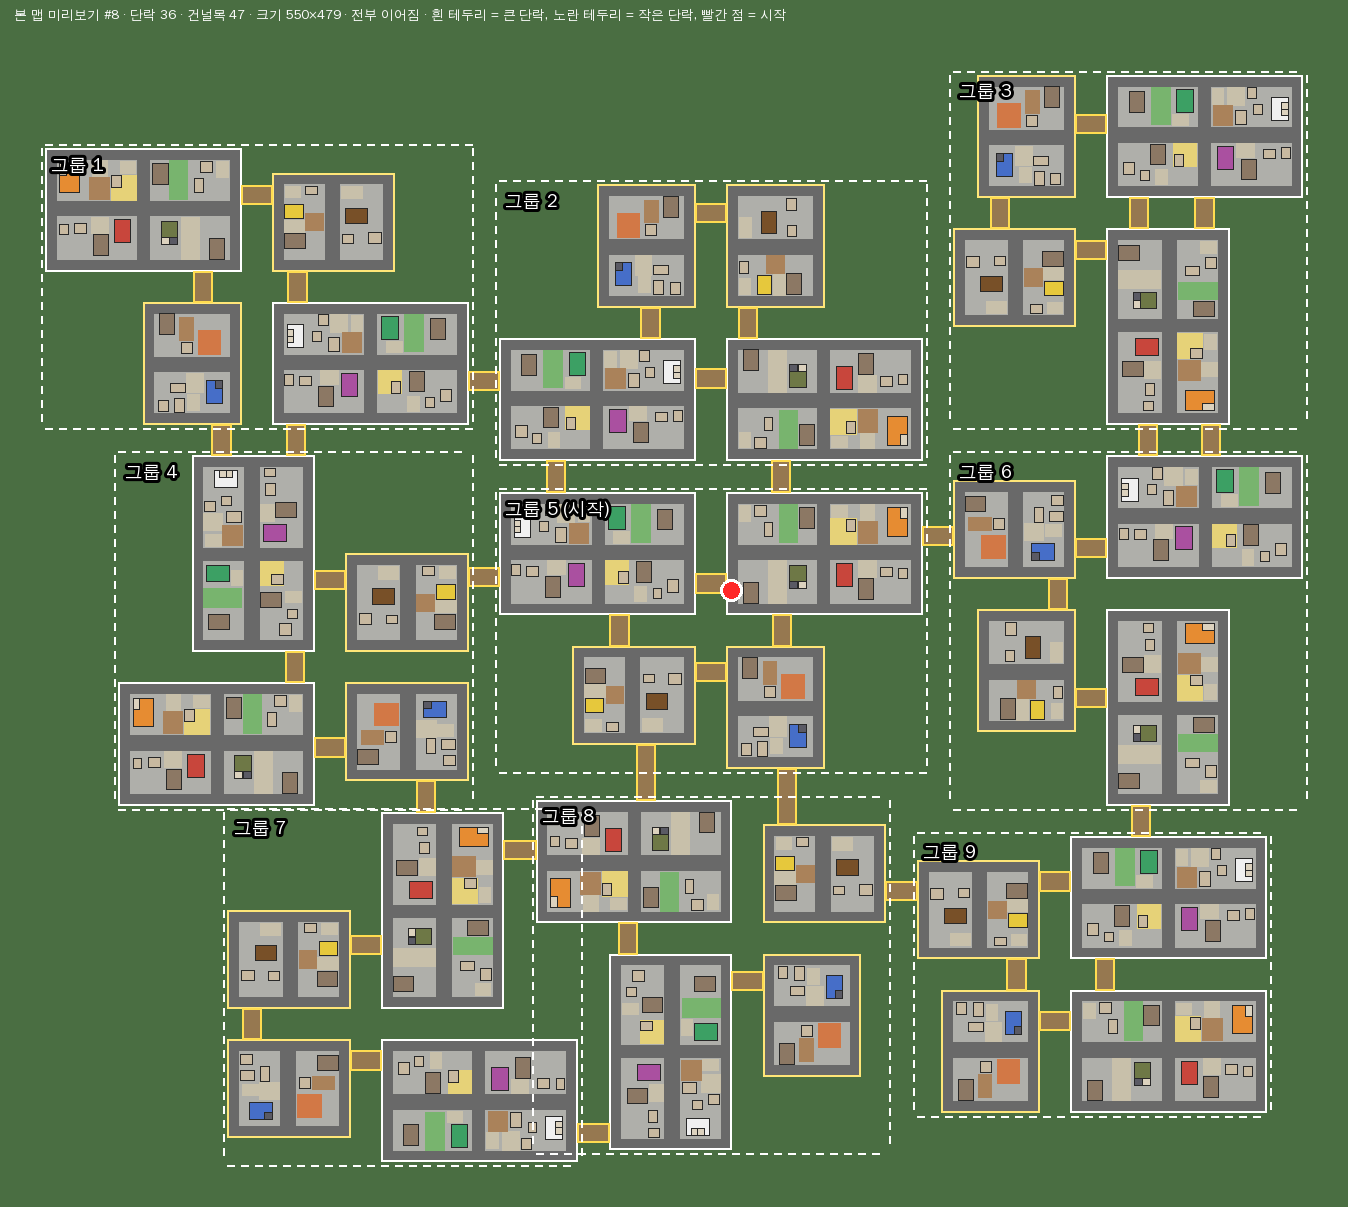 본 맵 미리보기 #8 · 단락 36 · 건널목 47 · 크기 550×479 · 전부 이어짐 · 흰 테두리 = 큰 단락, 노란 테두리 = 작은 단락, 빨간 점 = 시작
그룹 1
그룹 2
그룹 3
그룹 4
그룹 5 (시작)
그룹 6
그룹 7
그룹 8
그룹 9